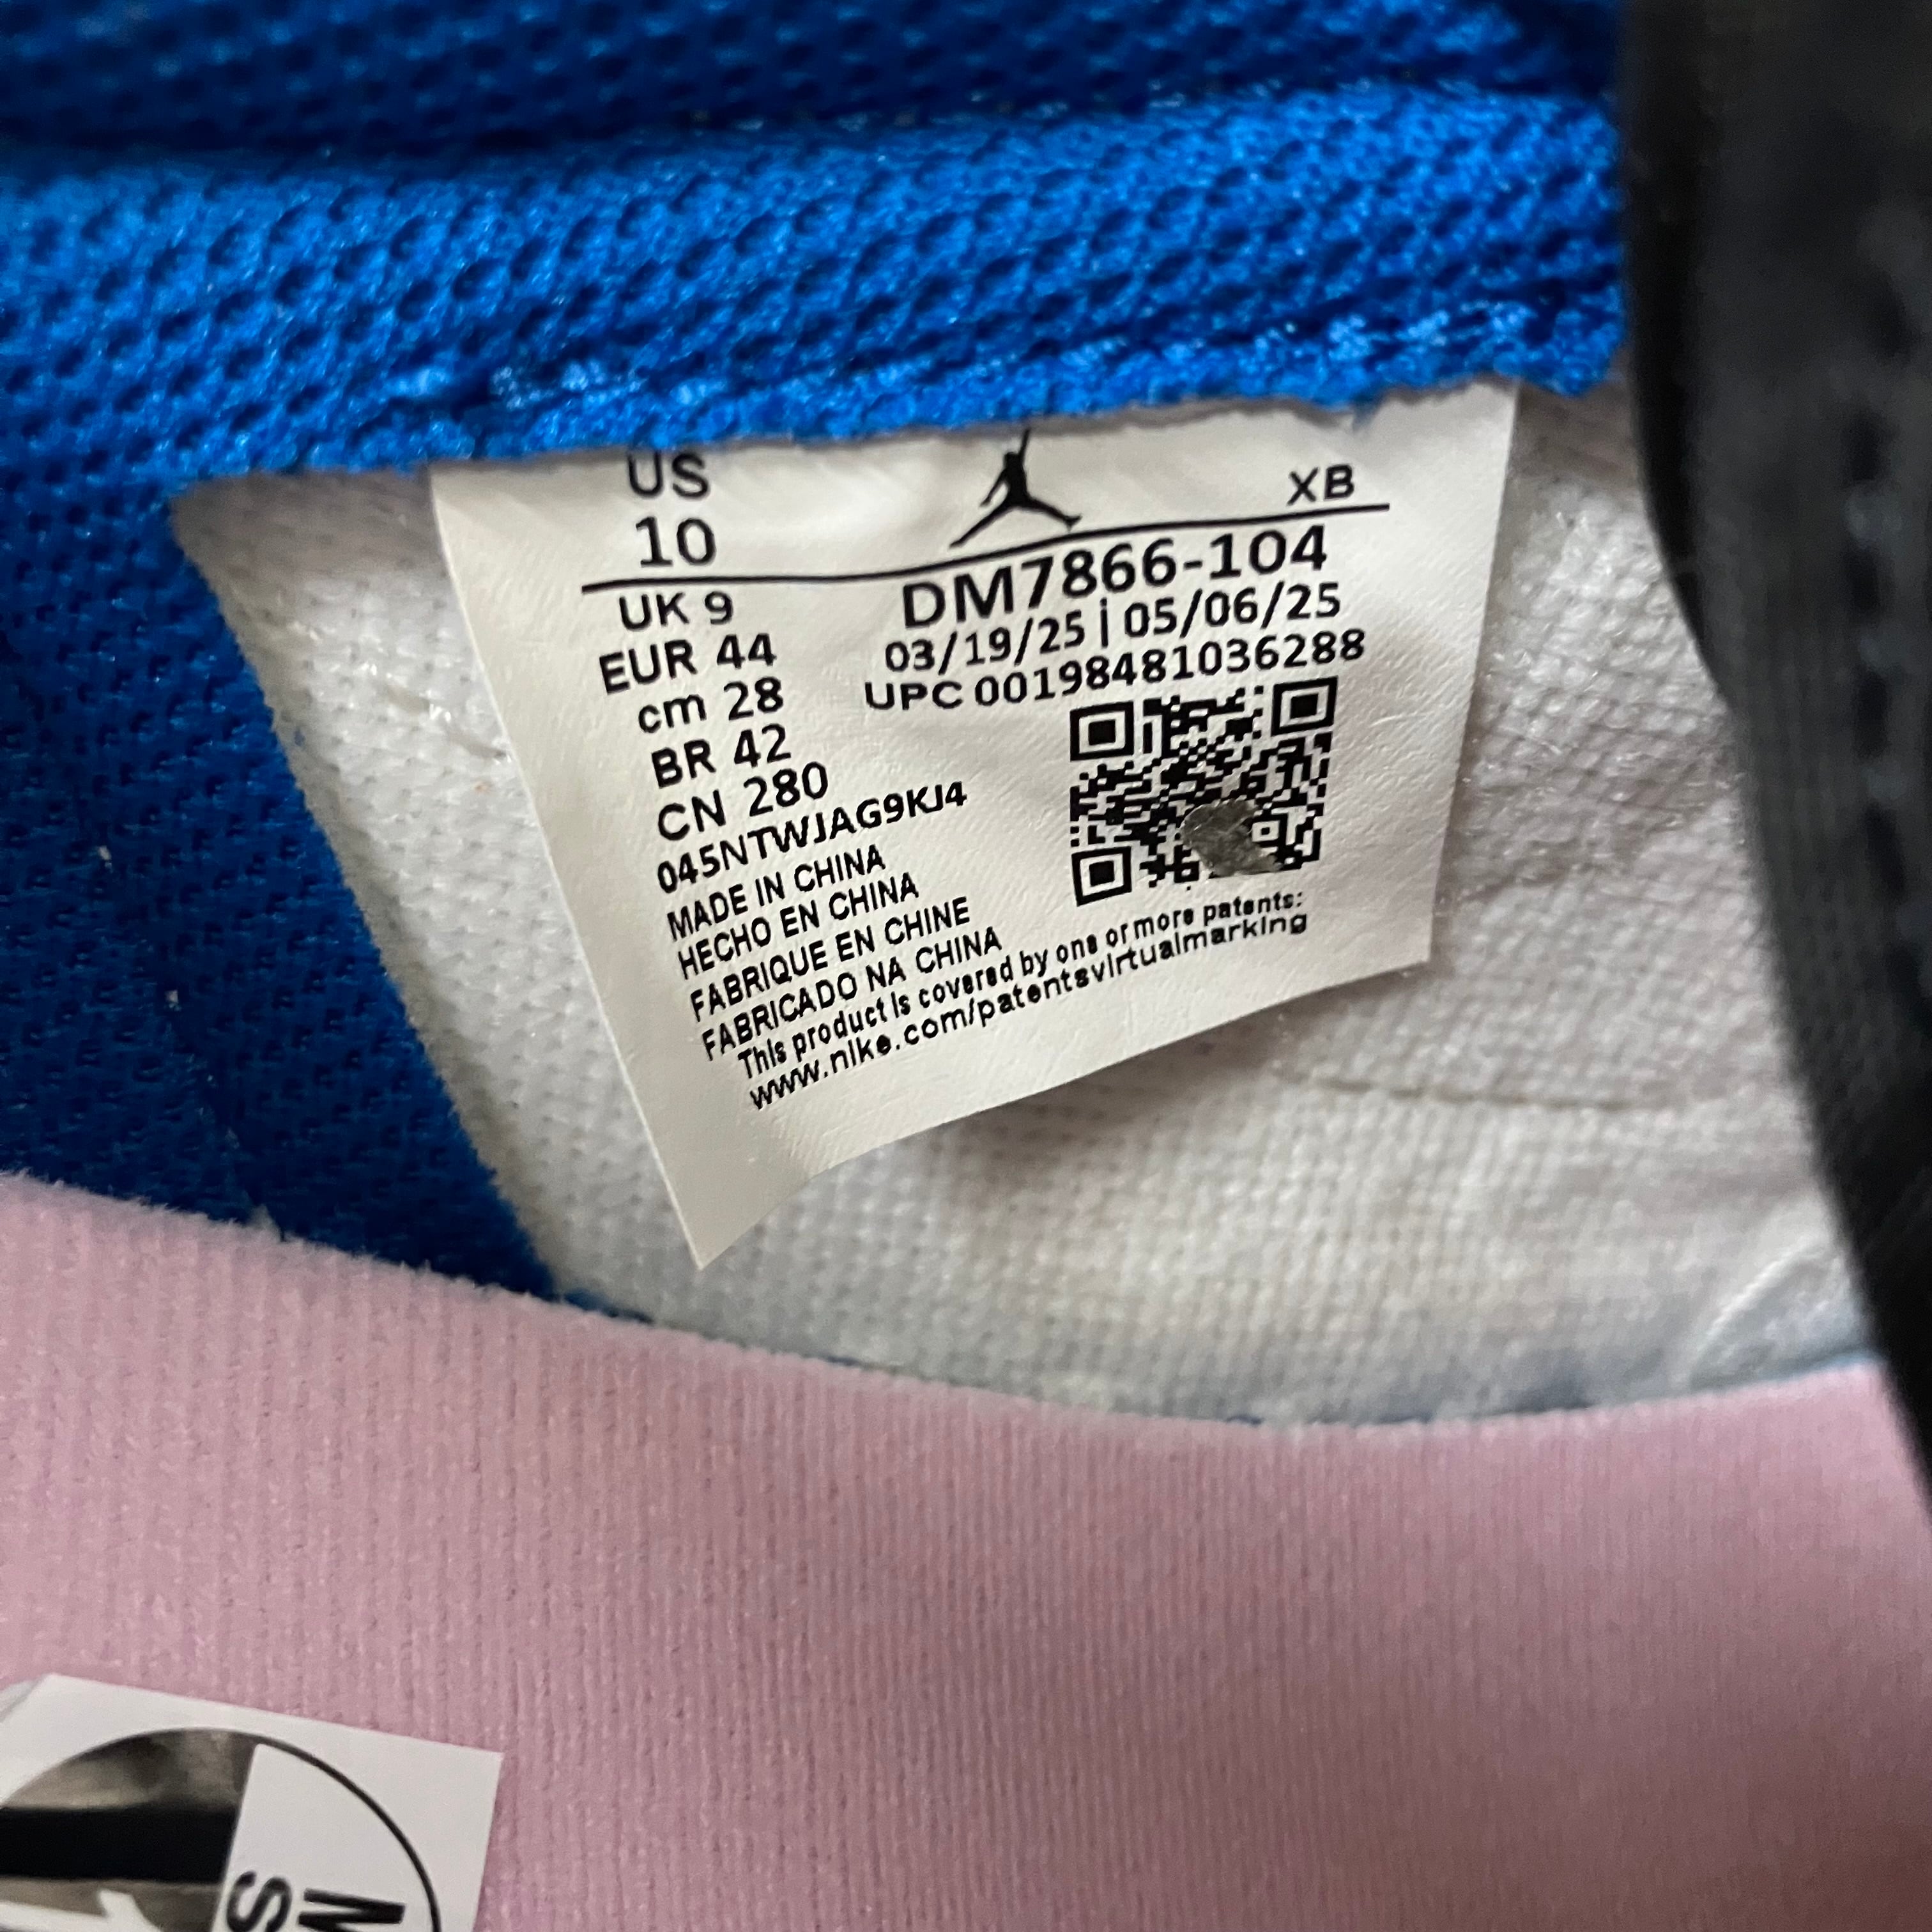 US
10
XB
DM7866-104
03/19/25 | 05/06/25
UPC 00198481036288
UK 9
EUR 44
cm 28
BR 42
CN 280
045NTWJAG9KJ4
MADE IN CHINA
HECHO EN CHINA
FABRIQUE EN CHINE
FABRICADO NA CHINA
This product is covered by one or more patents:
www.nike.com/patentsvirtualmarking